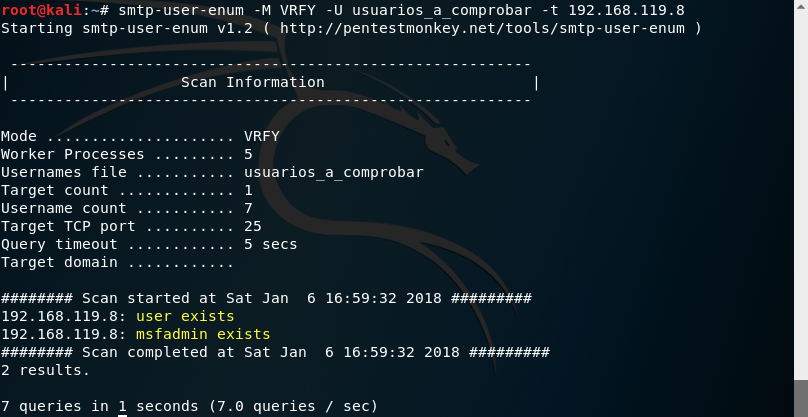 root@kali:~# smtp-user-enum -M VRFY -U usuarios_a_comprobar -t 192.168.119.8
Starting smtp-user-enum v1.2 ( http://pentestmonkey.net/tools/smtp-user-enum )
 ----------------------------------------------------------
|                   Scan Information                       |
 ----------------------------------------------------------
Mode ..................... VRFY
Worker Processes ......... 5
Usernames file ........... usuarios_a_comprobar
Target count ............. 1
Username count ........... 7
Target TCP port .......... 25
Query timeout ............ 5 secs
Target domain ............
######## Scan started at Sat Jan  6 16:59:32 2018 #########
192.168.119.8: user exists
192.168.119.8: msfadmin exists
######## Scan completed at Sat Jan  6 16:59:32 2018 #########
2 results.
7 queries in 1 seconds (7.0 queries / sec)